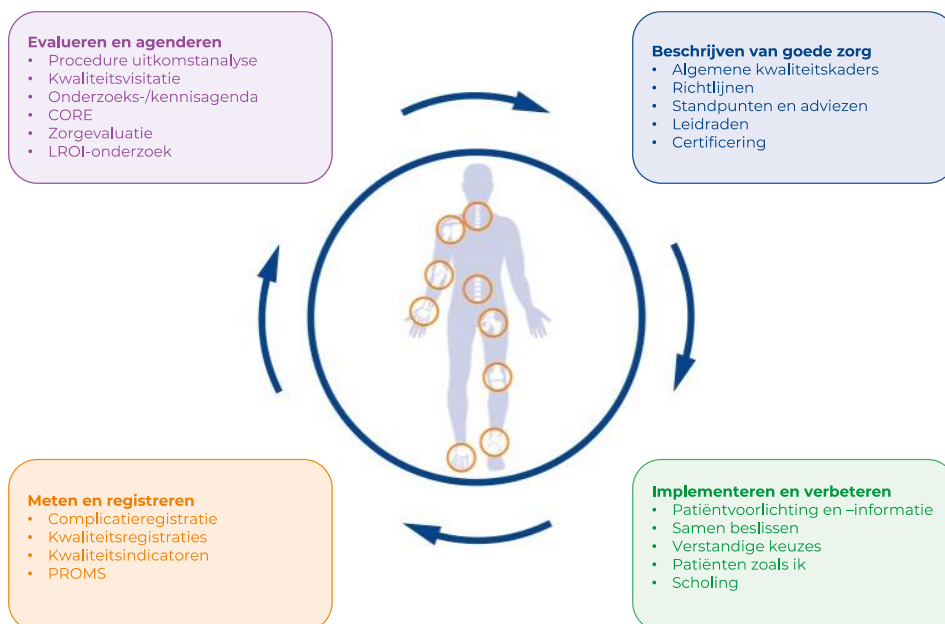 Evalueren en agenderen
• Procedure uitkomstanalyse
• Kwaliteitsvisitatie
• Onderzoeks-/kennisagenda
• CORE
• Zorgevaluatie
• LROI-onderzoek
Beschrijven van goede zorg
• Algemene kwaliteitskaders
• Richtlijnen
• Standpunten en adviezen
• Leidraden
• Certificering
Meten en registreren
• Complicatieregistratie
• Kwaliteitsregistraties
• Kwaliteitsindicatoren
• PROMS
Implementeren en verbeteren
• Patiëntvoorlichting en –informatie
• Samen beslissen
• Verstandige keuzes
• Patiënten zoals ik
• Scholing